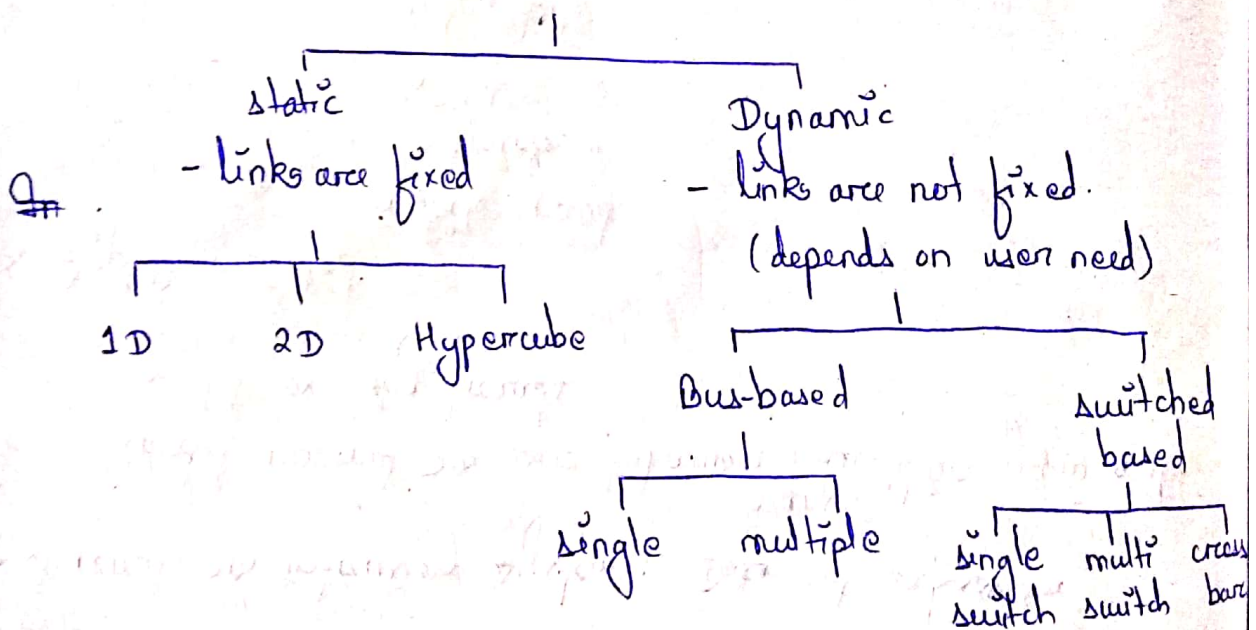 static
Dynamic
- links are fixed
- links are not fixed.
(depends on user need)
1D 2D Hypercube
Bus-based
switched
based
single multiple
single multi cross
switch switch bar